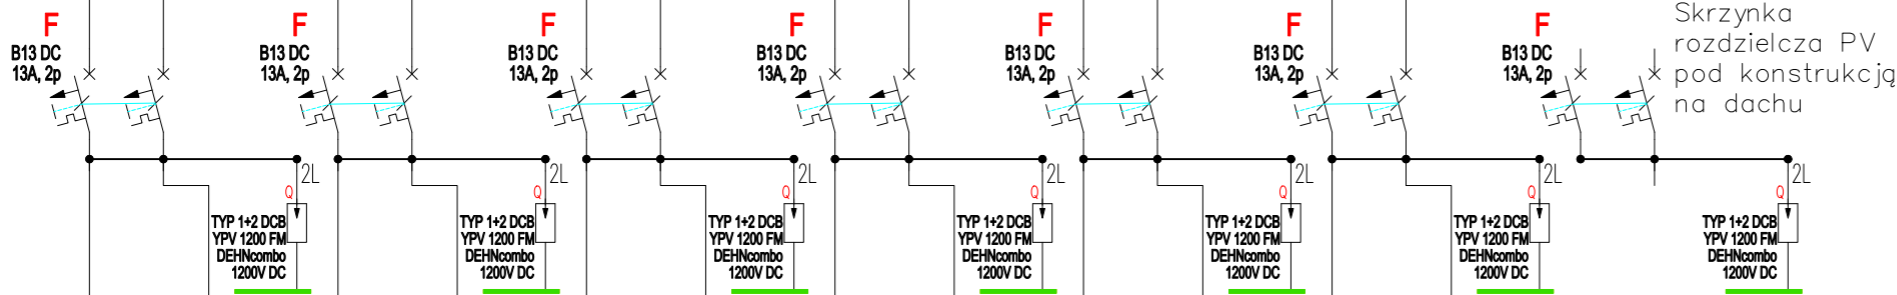 F
B13 DC
13A, 2p
F
B13 DC
13A, 2p
F
B13 DC
13A, 2p
F
B13 DC
13A, 2p
F
B13 DC
13A, 2p
F
B13 DC
13A, 2p
F
B13 DC
13A, 2p
Skrzynka
rozdzielcza PV
pod konstrukcją
na dachu
2L
Q
TYP 1+2 DCB
YPV 1200 FM
DEHNcombo
1200V DC
2L
Q
TYP 1+2 DCB
YPV 1200 FM
DEHNcombo
1200V DC
2L
Q
TYP 1+2 DCB
YPV 1200 FM
DEHNcombo
1200V DC
2L
Q
TYP 1+2 DCB
YPV 1200 FM
DEHNcombo
1200V DC
2L
Q
TYP 1+2 DCB
YPV 1200 FM
DEHNcombo
1200V DC
2L
Q
TYP 1+2 DCB
YPV 1200 FM
DEHNcombo
1200V DC
2L
Q
TYP 1+2 DCB
YPV 1200 FM
DEHNcombo
1200V DC